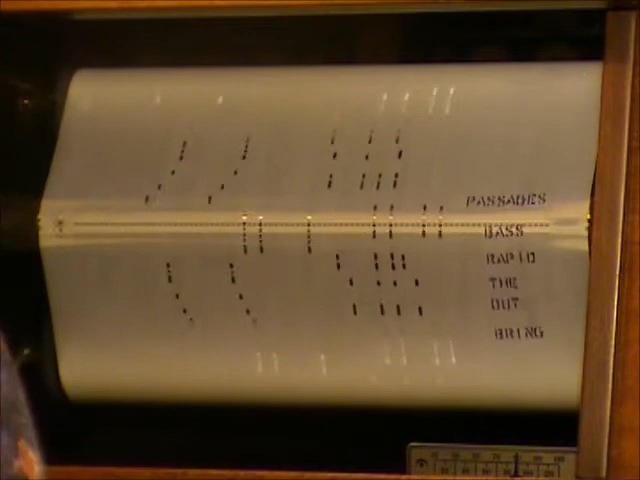 BRING
OUT
THE
RAPID
BASS
PASSAGES